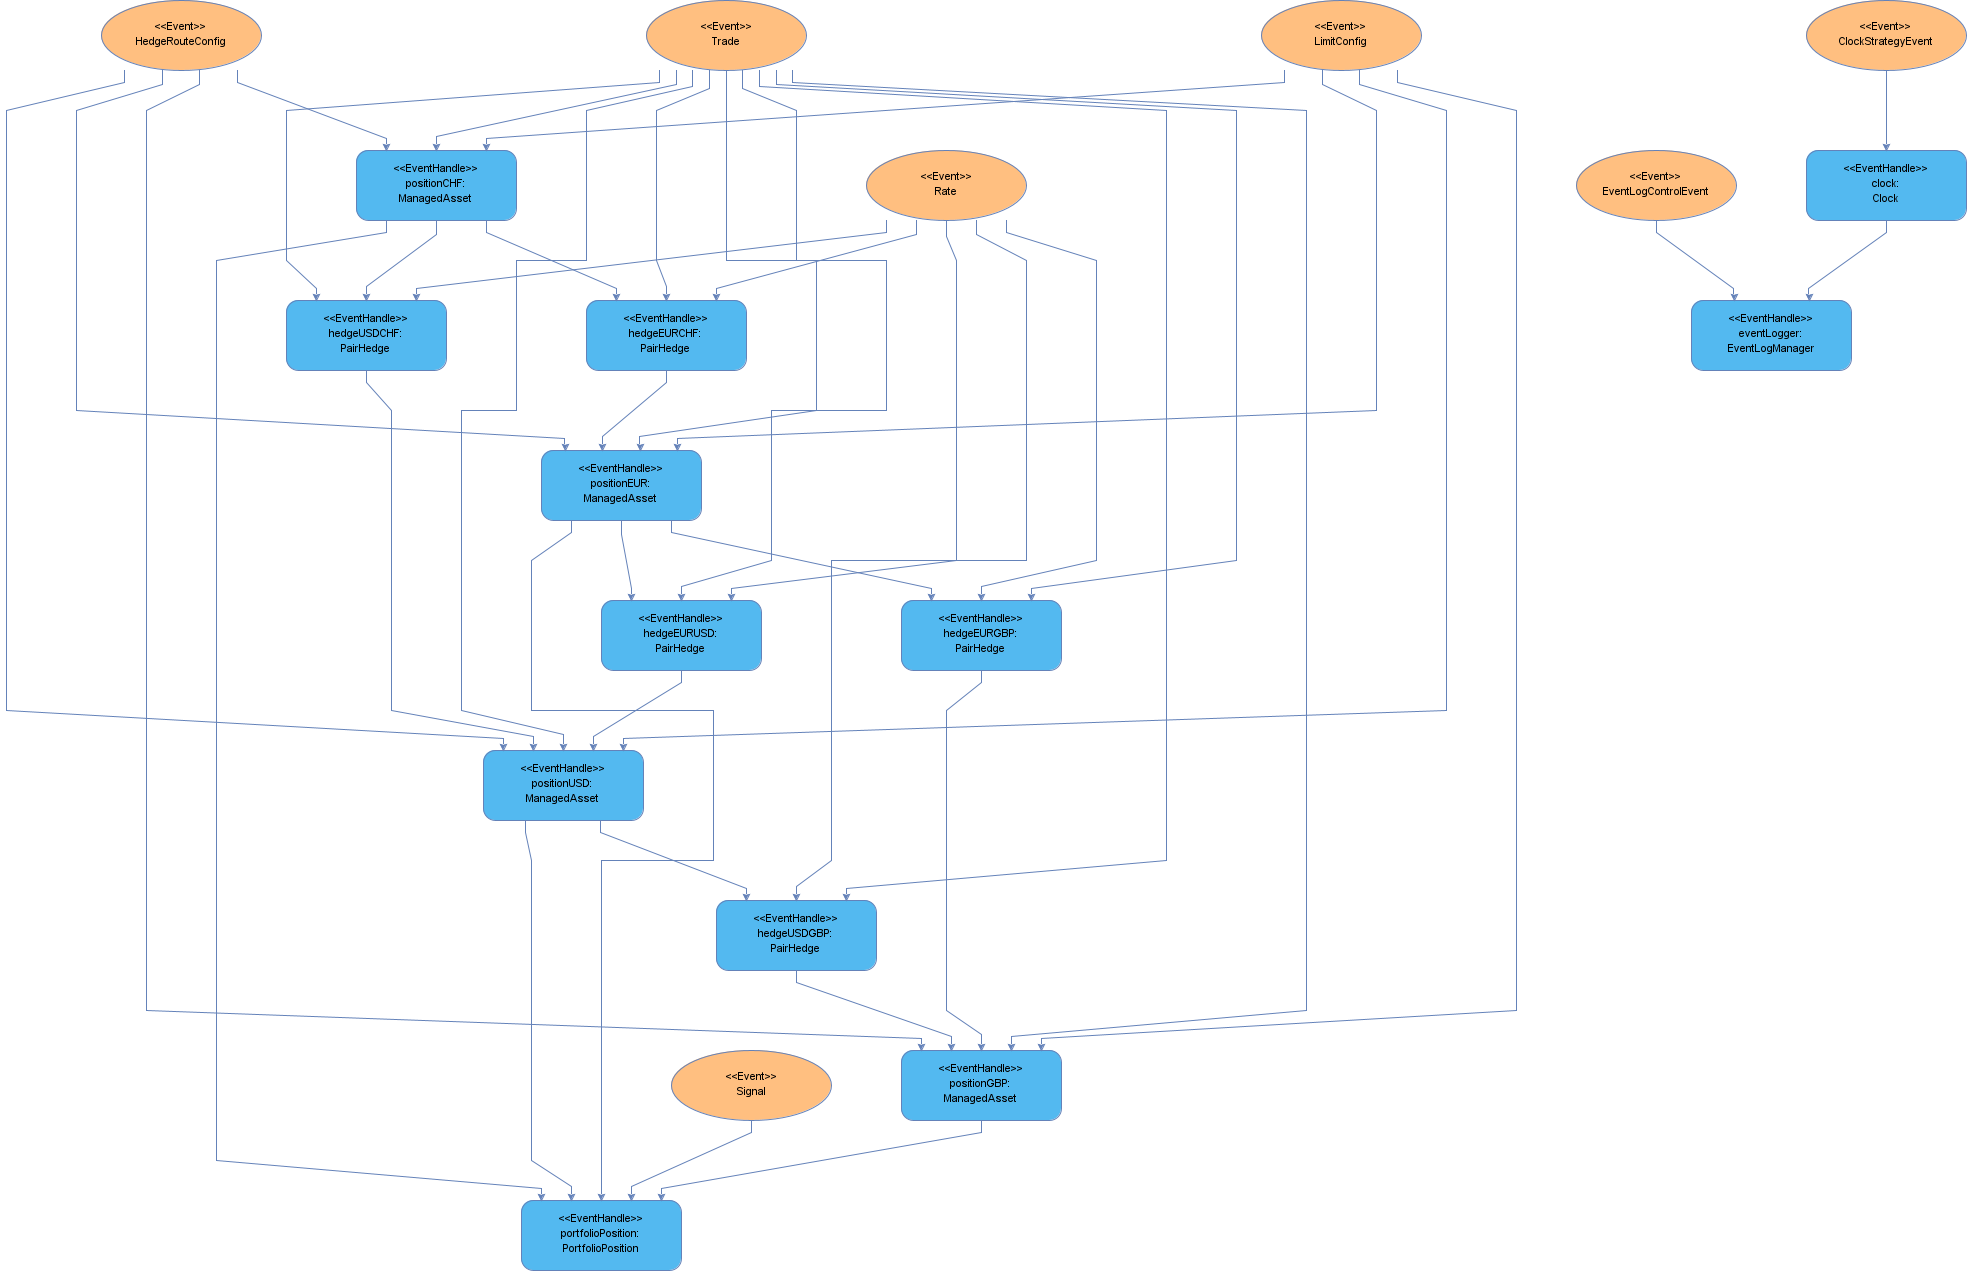 <<Event>>
HedgeRouteConfig
<<Event>>
Trade
<<Event>>
LimitConfig
<<Event>>
ClockStrategyEvent
<<EventHandle>>
positionCHF:
ManagedAsset
<<Event>>
Rate
<<Event>>
EventLogControlEvent
<<EventHandle>>
clock:
Clock
<<EventHandle>>
hedgeUSDCHF:
PairHedge
<<EventHandle>>
hedgeEURCHF:
PairHedge
<<EventHandle>>
eventLogger:
EventLogManager
<<EventHandle>>
positionEUR:
ManagedAsset
<<EventHandle>>
hedgeEURUSD:
PairHedge
<<EventHandle>>
hedgeEURGBP:
PairHedge
<<EventHandle>>
positionUSD:
ManagedAsset
<<EventHandle>>
hedgeUSDGBP:
PairHedge
<<Event>>
Signal
<<EventHandle>>
positionGBP:
ManagedAsset
<<EventHandle>>
portfolioPosition:
PortfolioPosition